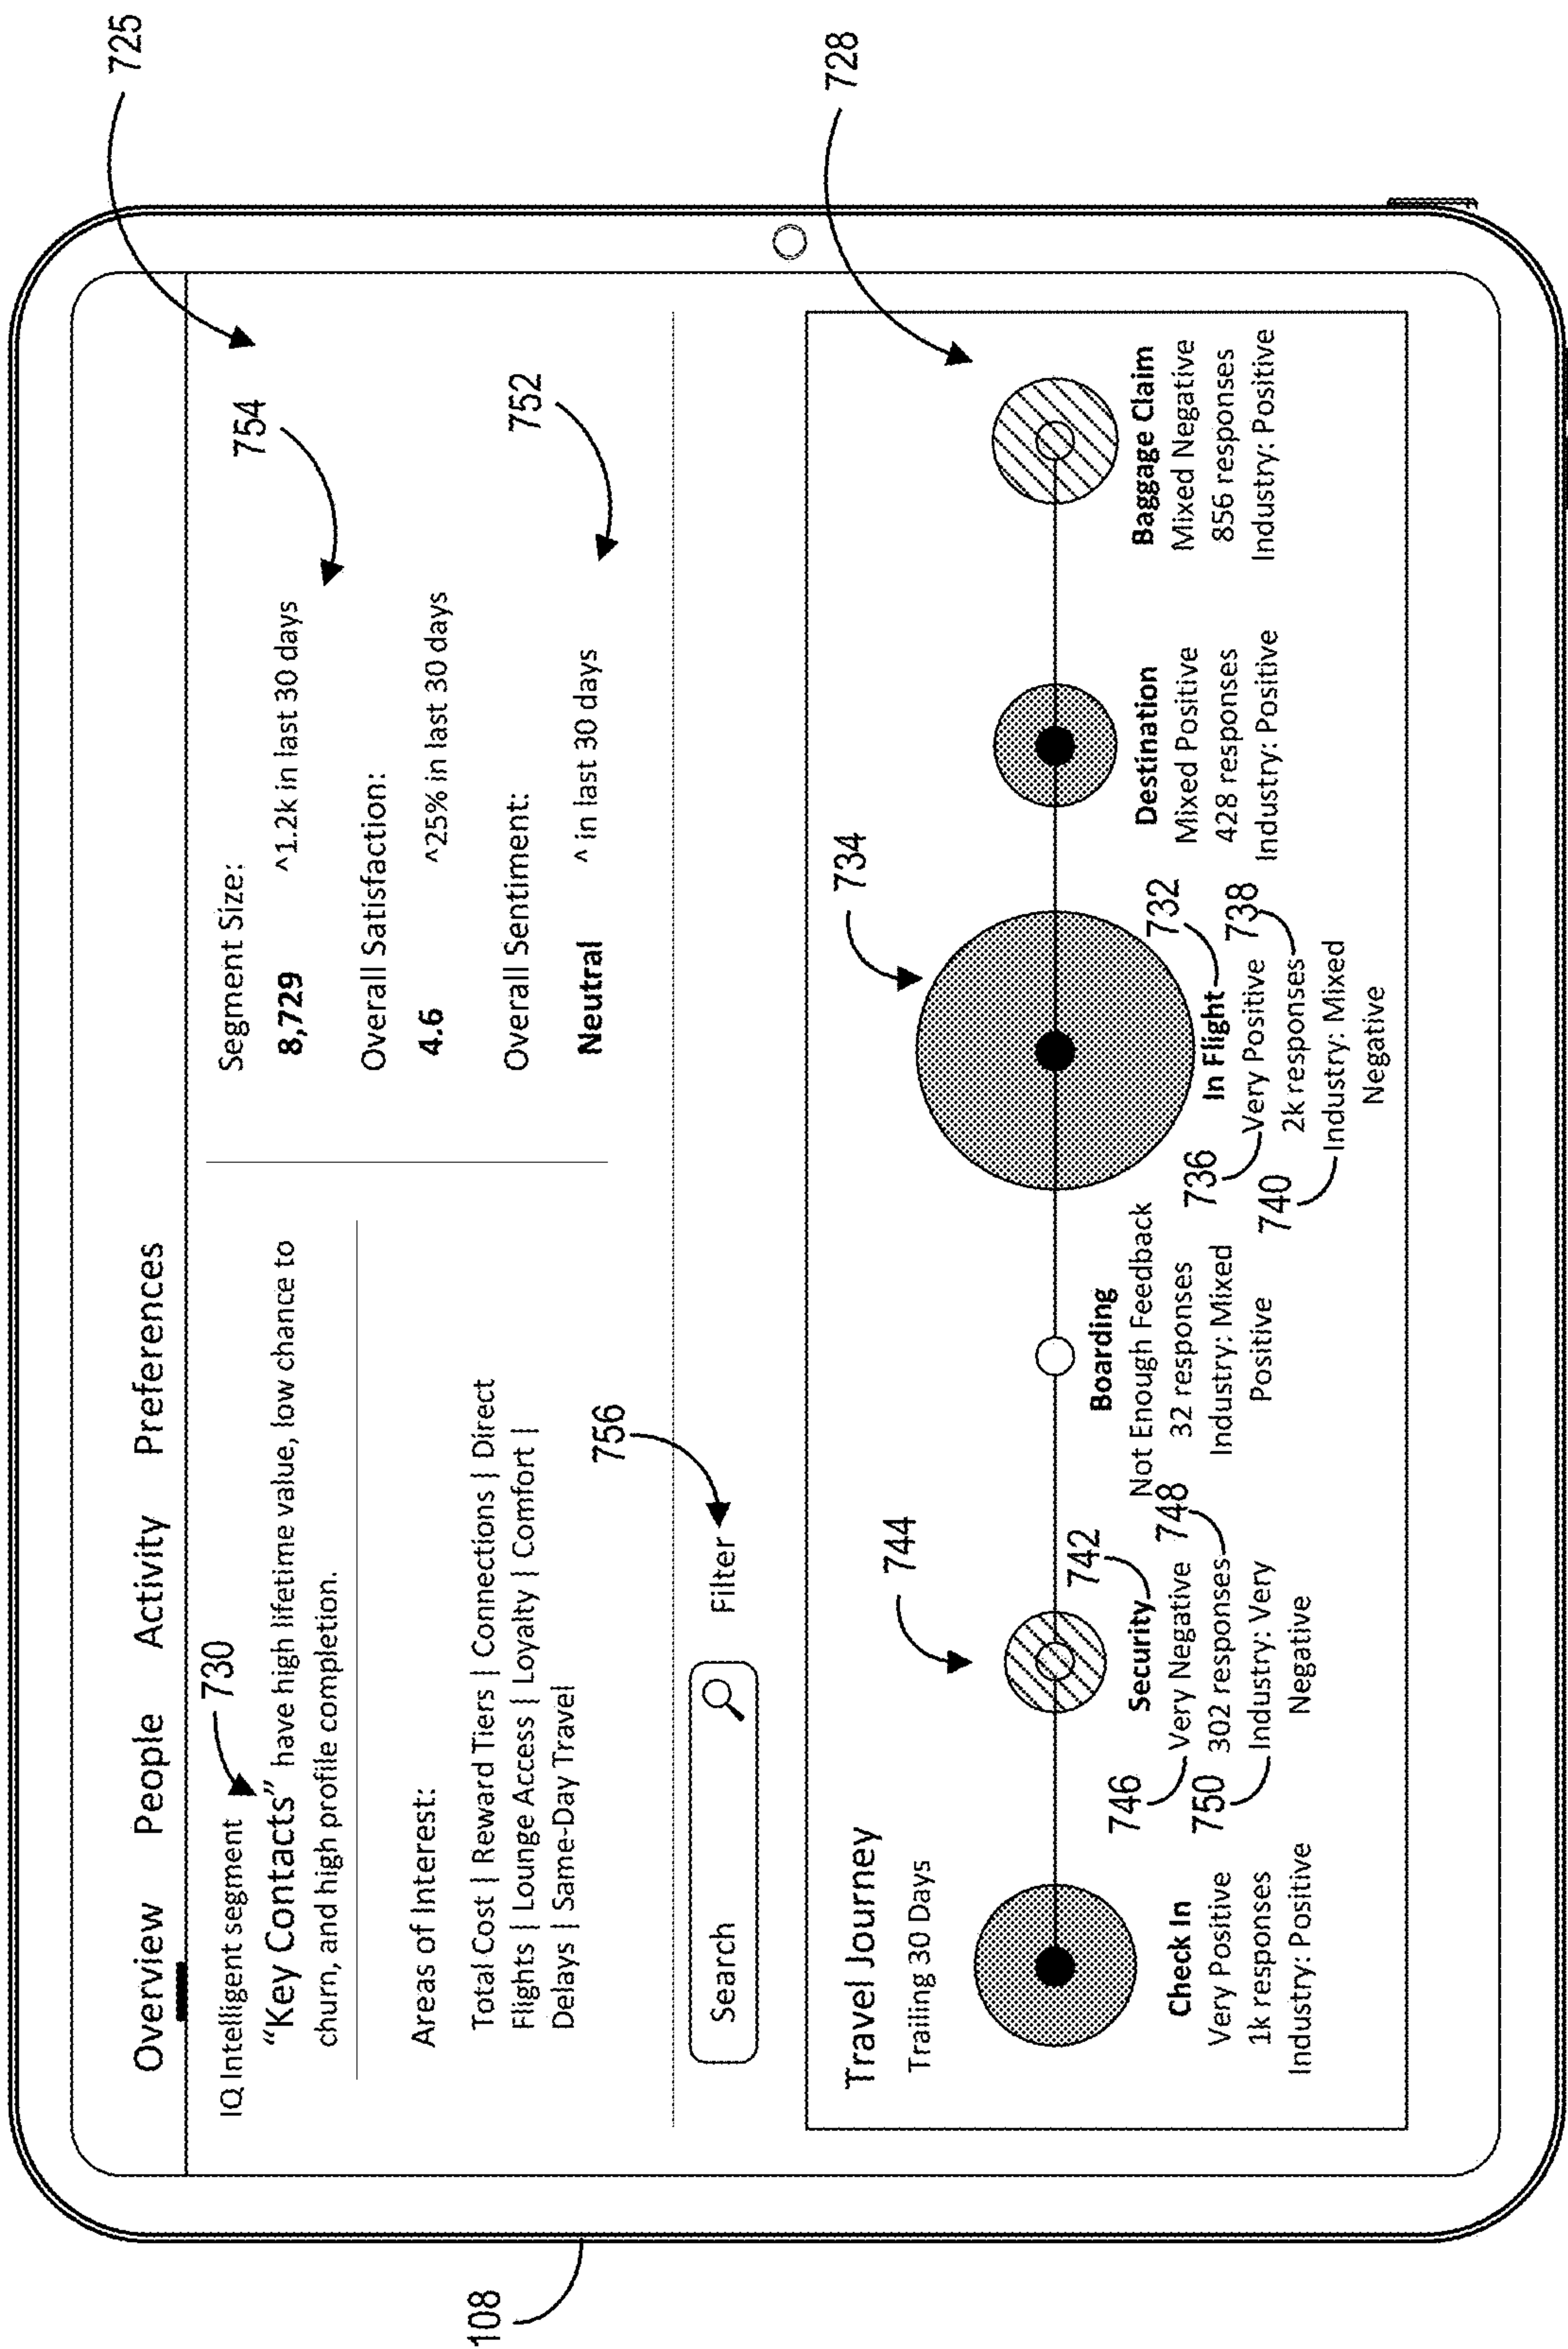 725
Overview People Activity Preferences
IQ Intelligent segment
730
“Key Contacts” have high lifetime value, low chance to
churn, and high profile completion.
Areas of Interest:
Total Cost | Reward Tiers | Connections | Direct
Flights | Lounge Access | Loyalty | Comfort |
Delays | Same-Day Travel
Segment Size:
754
8,729 ^1.2k in last 30 days
Overall Satisfaction:
4.6 ^25% in last 30 days
Overall Sentiment:
752
Neutral ^ in last 30 days
108
Search
Filter
756
728
Travel Journey
Trailing 30 Days
744
734
Check In
Very Positive
1k responses
Industry: Positive
742
Security
746
Very Negative
748
302 responses
750
Industry: Very
Negative
Boarding
Not Enough Feedback
32 responses
Industry: Mixed
Positive
732
In Flight
736
Very Positive
738
2k responses
740
Industry: Mixed
Negative
Destination
Mixed Positive
428 responses
Industry: Positive
Baggage Claim
Mixed Negative
856 responses
Industry: Positive